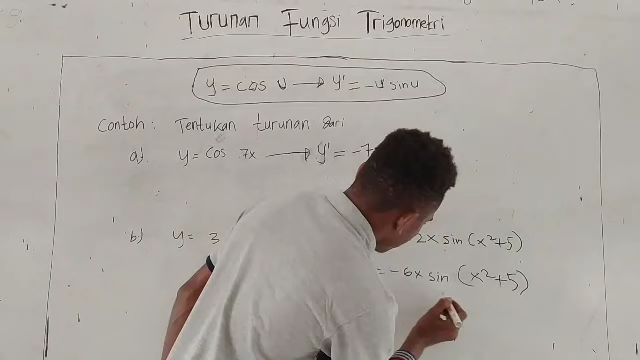 Turunan Fungsi Trigonometri
y = cos u → y' = -u' sin u
Contoh: Tentukan turunan dari
a). y = cos 7x → y' = -7
b) y = 3 2x sin (x²+5)
= -6x sin (x²+5)